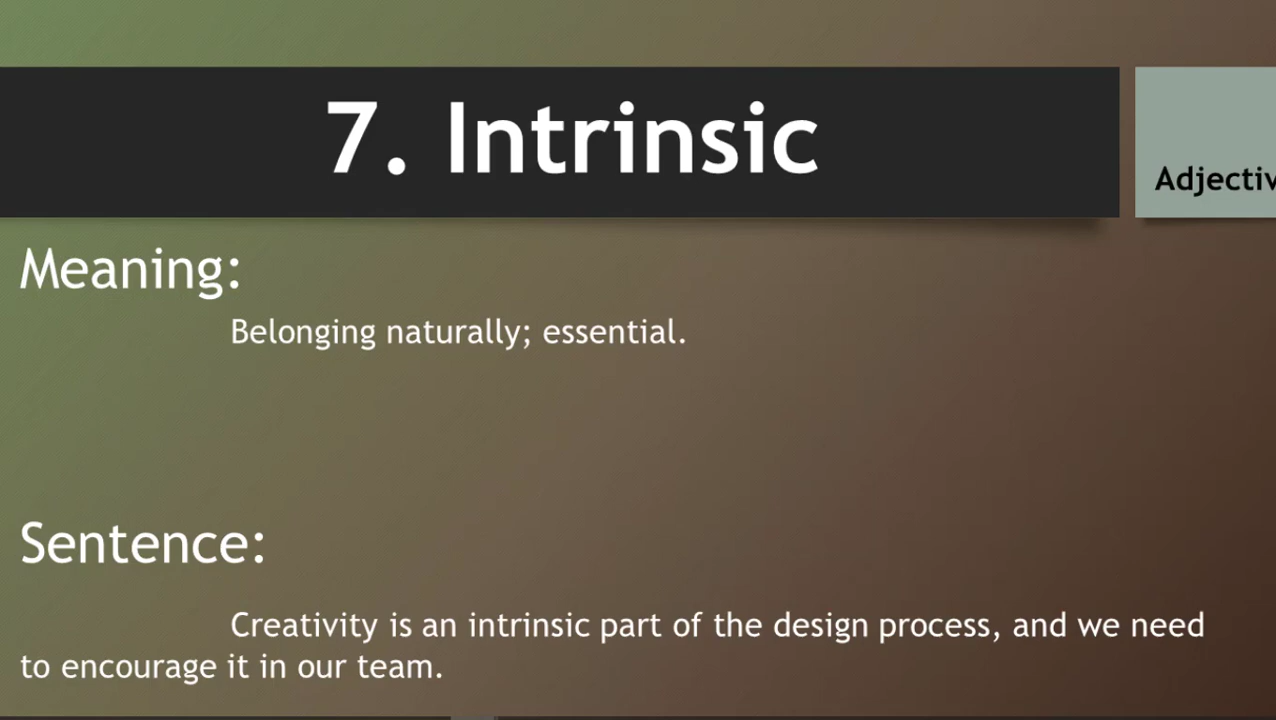 7. Intrinsic
Adjectiv
Meaning:
Belonging naturally; essential.
Sentence:
Creativity is an intrinsic part of the design process, and we need
to encourage it in our team.